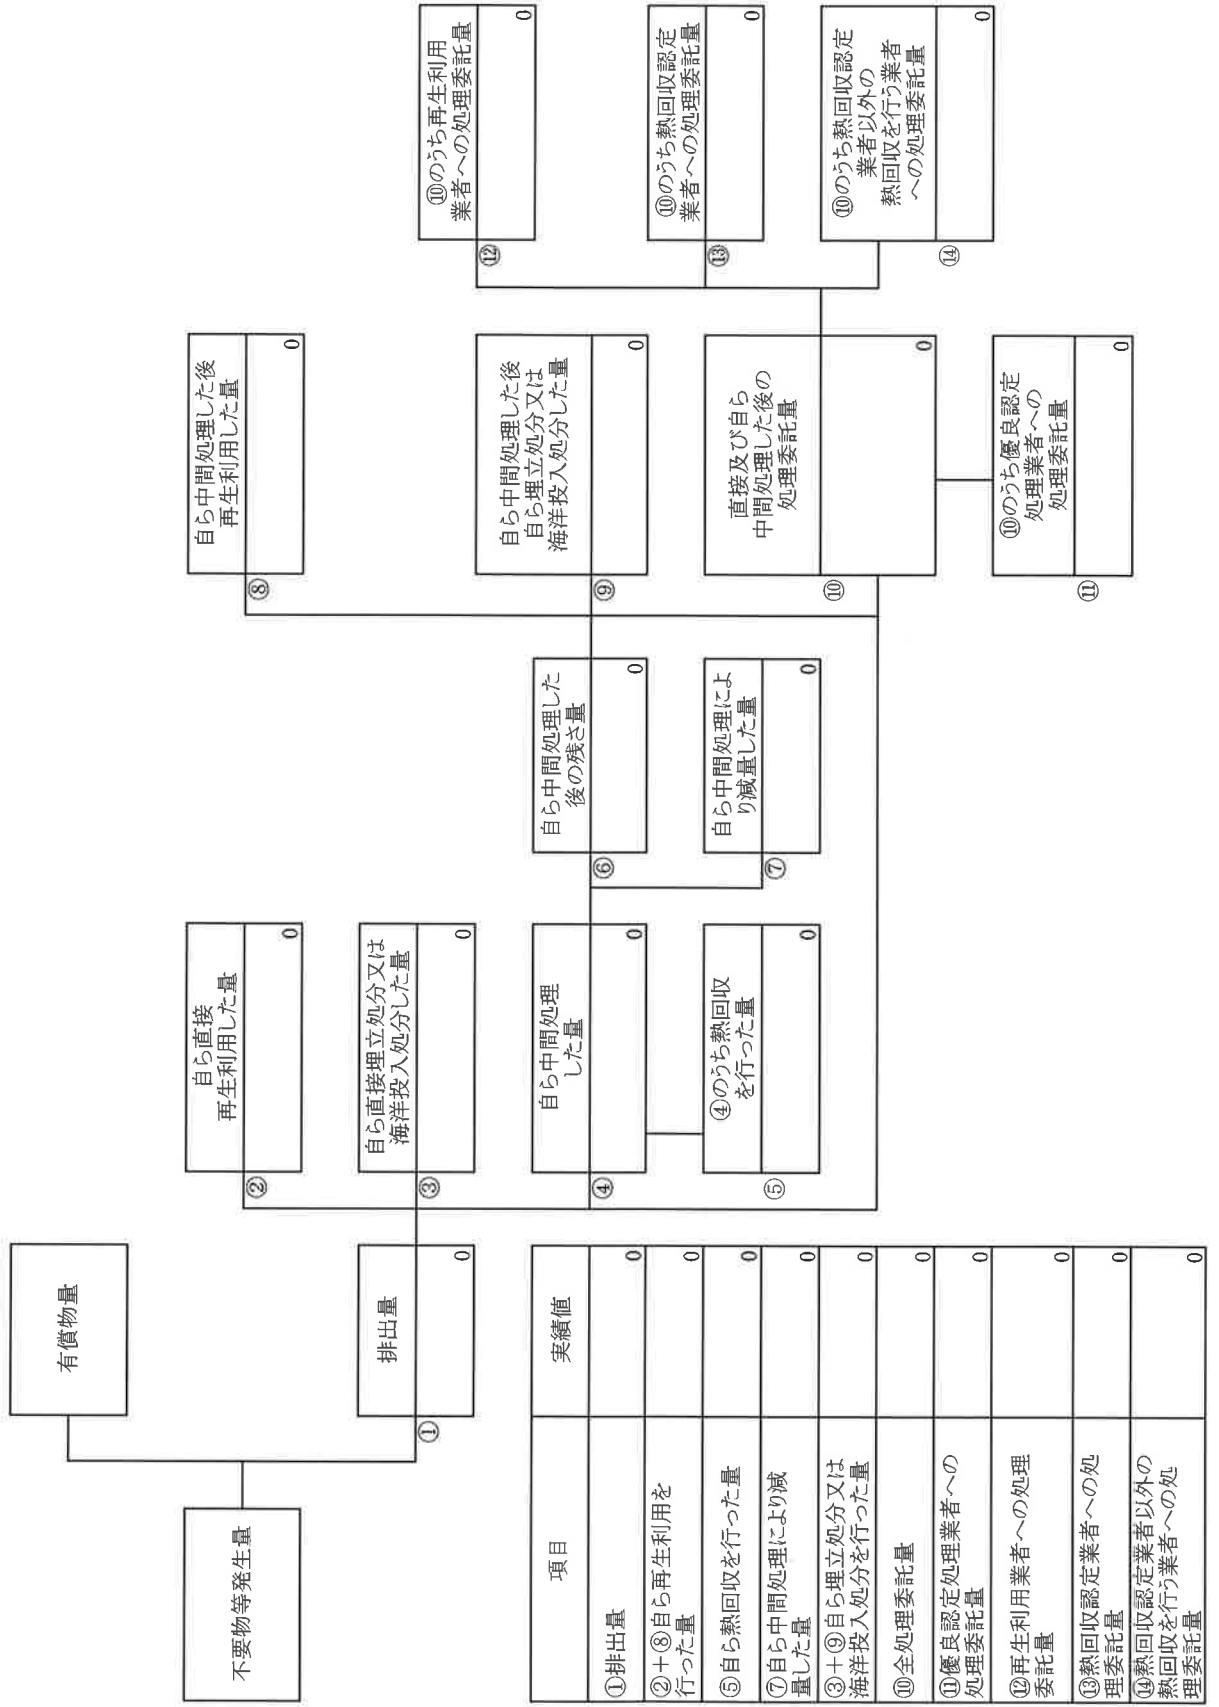 不要物等発生量
有償物量
①
排出量
0
②
自ら直接
再生利用した量
0
③
自ら直接埋立処分又は
海洋投入処分した量
0
④
自ら中間処理
した量
0
⑤
④のうち熱回収
を行った量
0
⑥
自ら中間処理した
後の残さ量
0
⑦
自ら中間処理によ
り減量した量
0
⑧
自ら中間処理した後
再生利用した量
0
⑨
自ら中間処理した後
自ら埋立処分又は
海洋投入処分した量
0
⑩
直接及び自ら
中間処理した後の
処理委託量
0
⑪
⑩のうち優良認定
処理業者への
処理委託量
0
⑫
⑩のうち再生利用
業者への処理委託量
0
⑬
⑩のうち熱回収認定
業者への処理委託量
0
⑭
⑩のうち熱回収認定
業者以外の
熱回収を行う業者
への処理委託量
0
項目 実績値
①排出量 0
②+⑧自ら再生利用を
行った量 0
⑤自ら熱回収を行った量 0
⑦自ら中間処理により減
量した量 0
③+⑨自ら埋立処分又は
海洋投入処分を行った量 0
⑩全処理委託量 0
⑪優良認定処理業者への
処理委託量 0
⑫再生利用業者への処理
委託量 0
⑬熱回収認定業者への処
理委託量 0
⑭熱回収認定業者以外の
熱回収を行う業者への処
理委託量 0